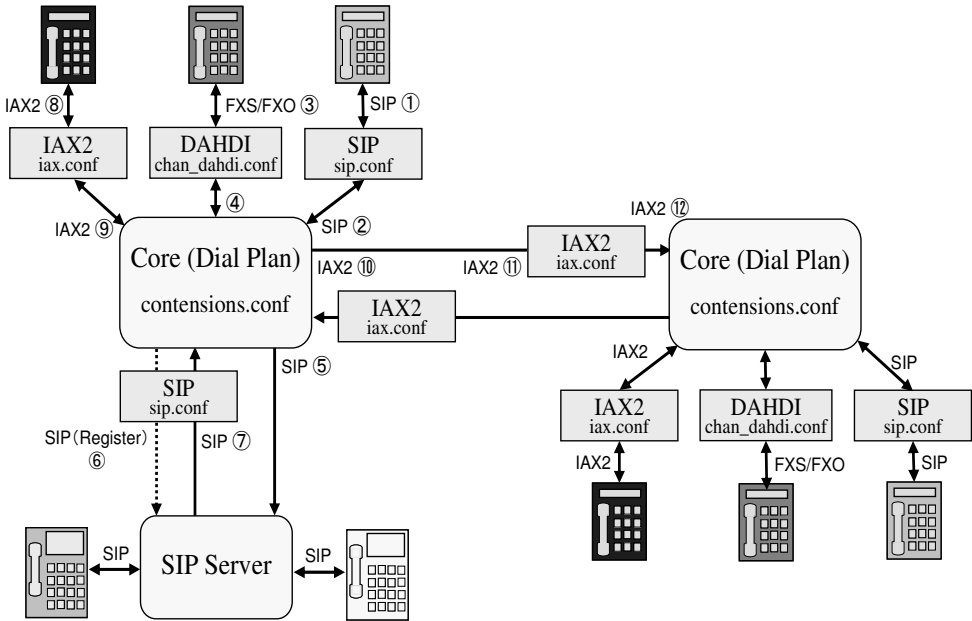 IAX2 ⑧
FXS/FXO ③
SIP ①
IAX2
iax.conf
DAHDI
chan_dahdi.conf
SIP
sip.conf
IAX2 ⑨
④
SIP ②
Core (Dial Plan)
contensions.conf
IAX2 ⑩
IAX2 ⑪
IAX2
iax.conf
IAX2 ⑫
Core (Dial Plan)
contensions.conf
IAX2
iax.conf
SIP ⑤
SIP
sip.conf
SIP(Register)
⑥
SIP ⑦
SIP Server
SIP
SIP
IAX2
SIP
IAX2
iax.conf
DAHDI
chan_dahdi.conf
SIP
sip.conf
IAX2
FXS/FXO
SIP